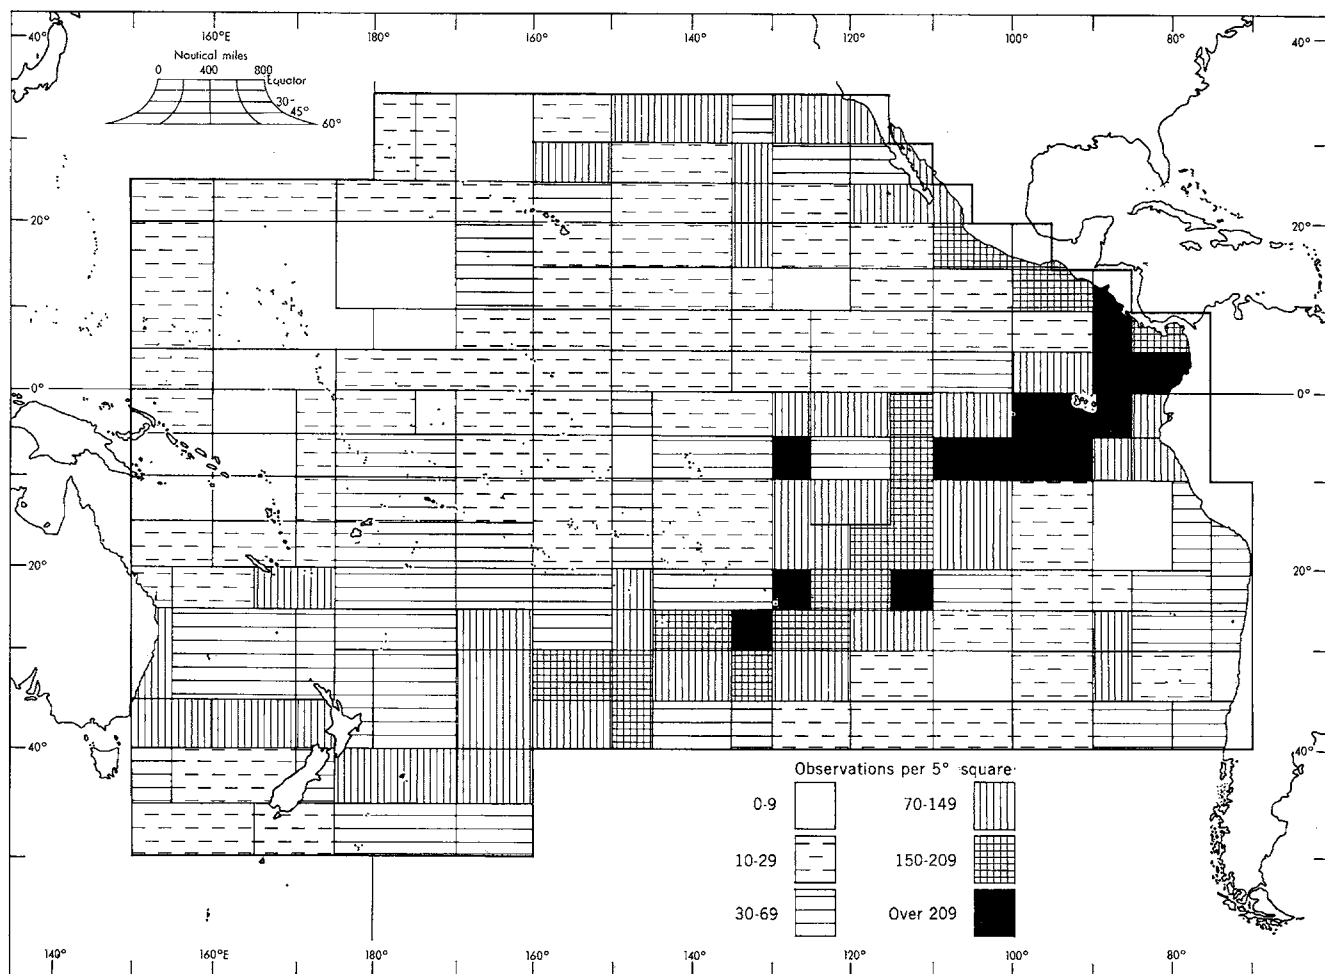 40° 160°E 180° 160° 140° 120° 100° 80° 40°
Nautical miles
0 400 800
Equator
30-
45°
60°
20° 20°
0° 0°
20° 20°
40° 40°
Observations per 5° square
0-9 70-149
10-29 150-209
30-69 Over 209
140° 160°E 180° 160° 140° 120° 100° 80°